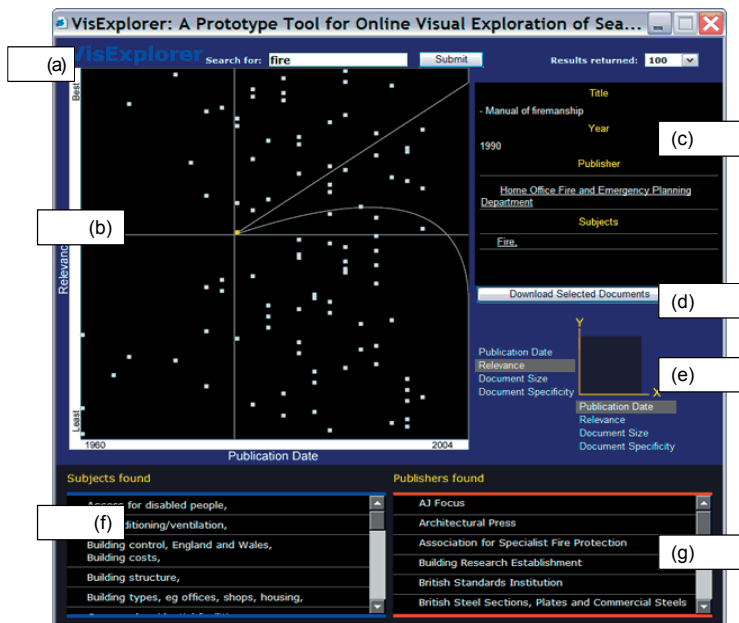 VisExplorer: A Prototype Tool for Online Visual Exploration of Sea...
VisExplorer
Search for: fire Submit Results returned: 100
(a)
Best
Relevance
Least
1960 2004
Publication Date
(b)
Title
- Manual of firemanship
Year
1990
Publisher
Home Office Fire and Emergency Planning
Department
Subjects
Fire,
(c)
Download Selected Documents
(d)
Y
Publication Date
Relevance
Document Size
Document Specificity
X
Publication Date
Relevance
Document Size
Document Specificity
(e)
Subjects found
Access for disabled people,
ditioning/ventilation,
Building control, England and Wales,
Building costs,
Building structure,
Building types, eg offices, shops, housing,
(f)
Publishers found
AJ Focus
Architectural Press
Association for Specialist Fire Protection
Building Research Establishment
British Standards Institution
British Steel Sections, Plates and Commercial Steels
(g)